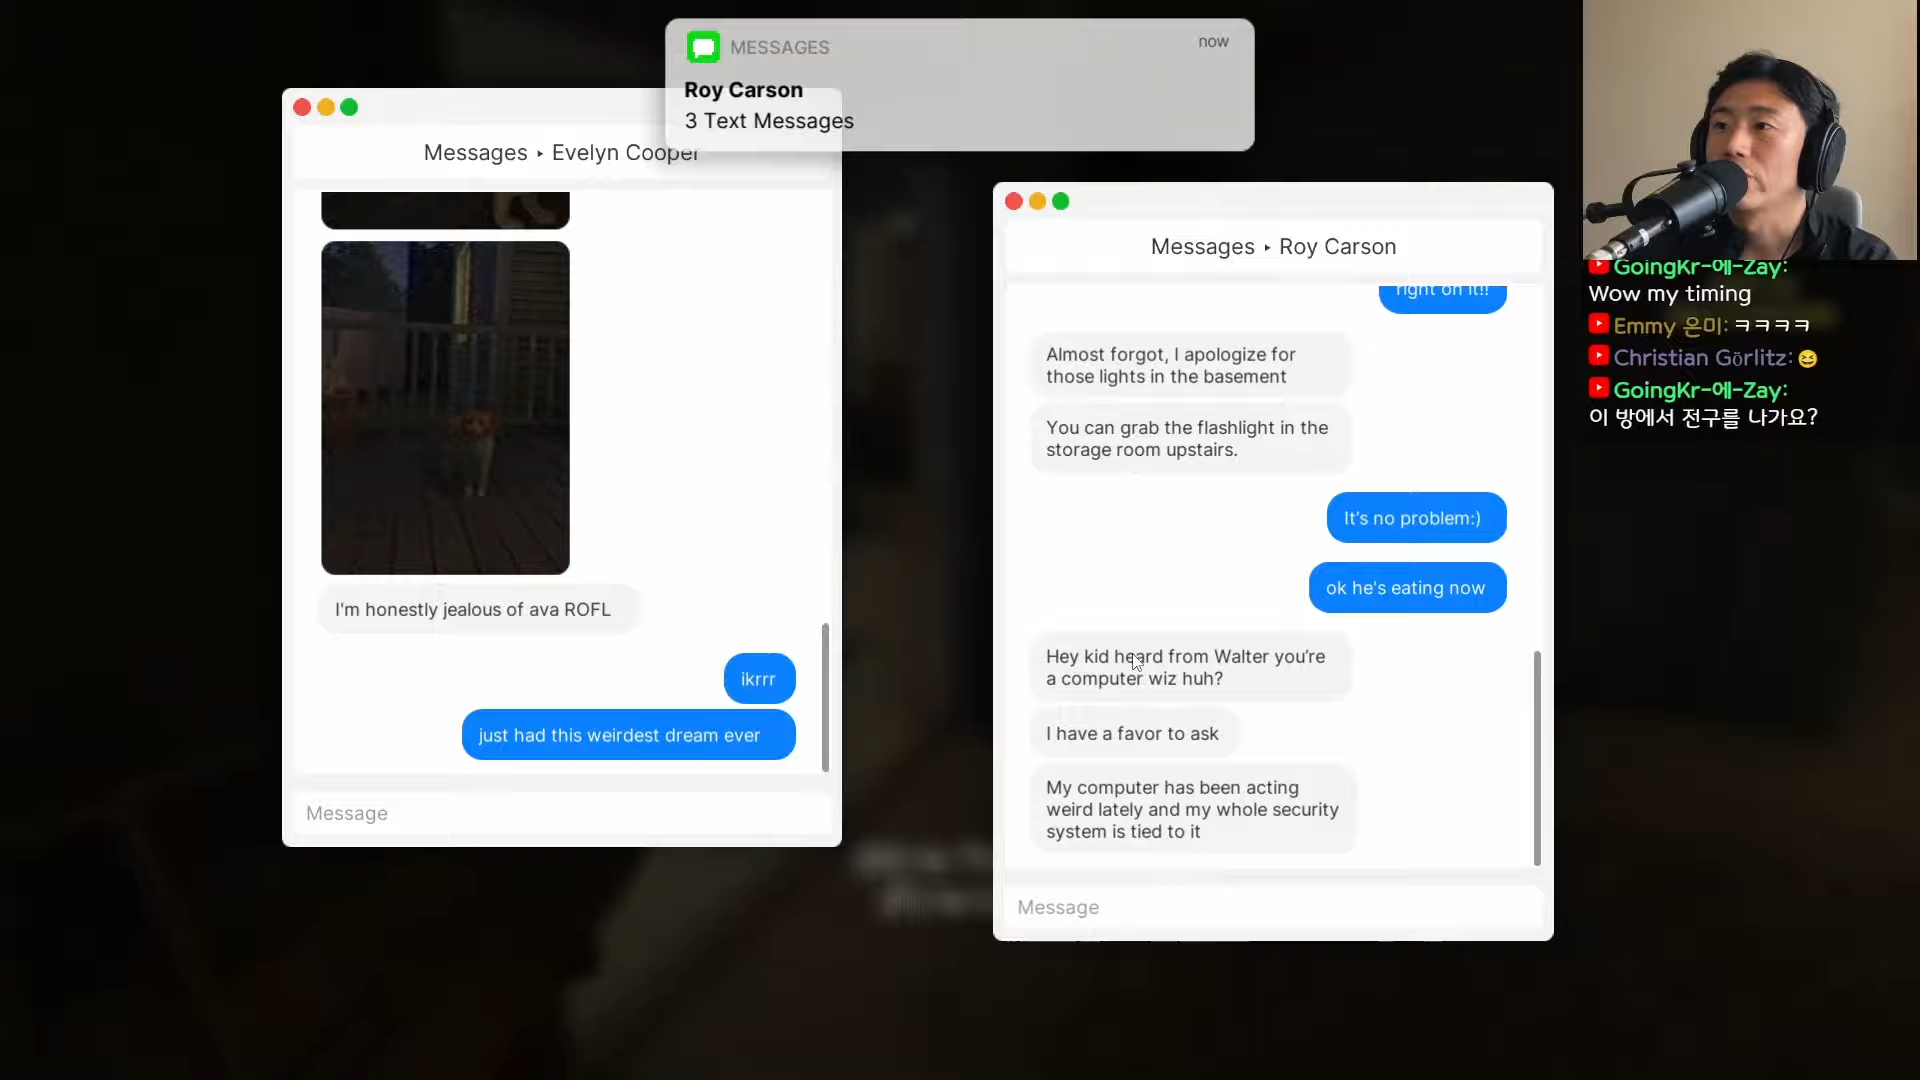 MESSAGES
now
Roy Carson
3 Text Messages
Messages ▸ Evelyn Cooper
I'm honestly jealous of ava ROFL
ikrrr
just had this weirdest dream ever
Message
Messages ▸ Roy Carson
right on it!!
Almost forgot, I apologize for
those lights in the basement
You can grab the flashlight in the
storage room upstairs.
It's no problem:)
ok he's eating now
Hey kid heard from Walter you're
a computer wiz huh?
I have a favor to ask
My computer has been acting
weird lately and my whole security
system is tied to it
Message
GoingKr-에-Zay:
Wow my timing
Emmy 은미: ㅋㅋㅋㅋ
Christian Görlitz: 😆
GoingKr-에-Zay:
이 방에서 전구를 나가요?